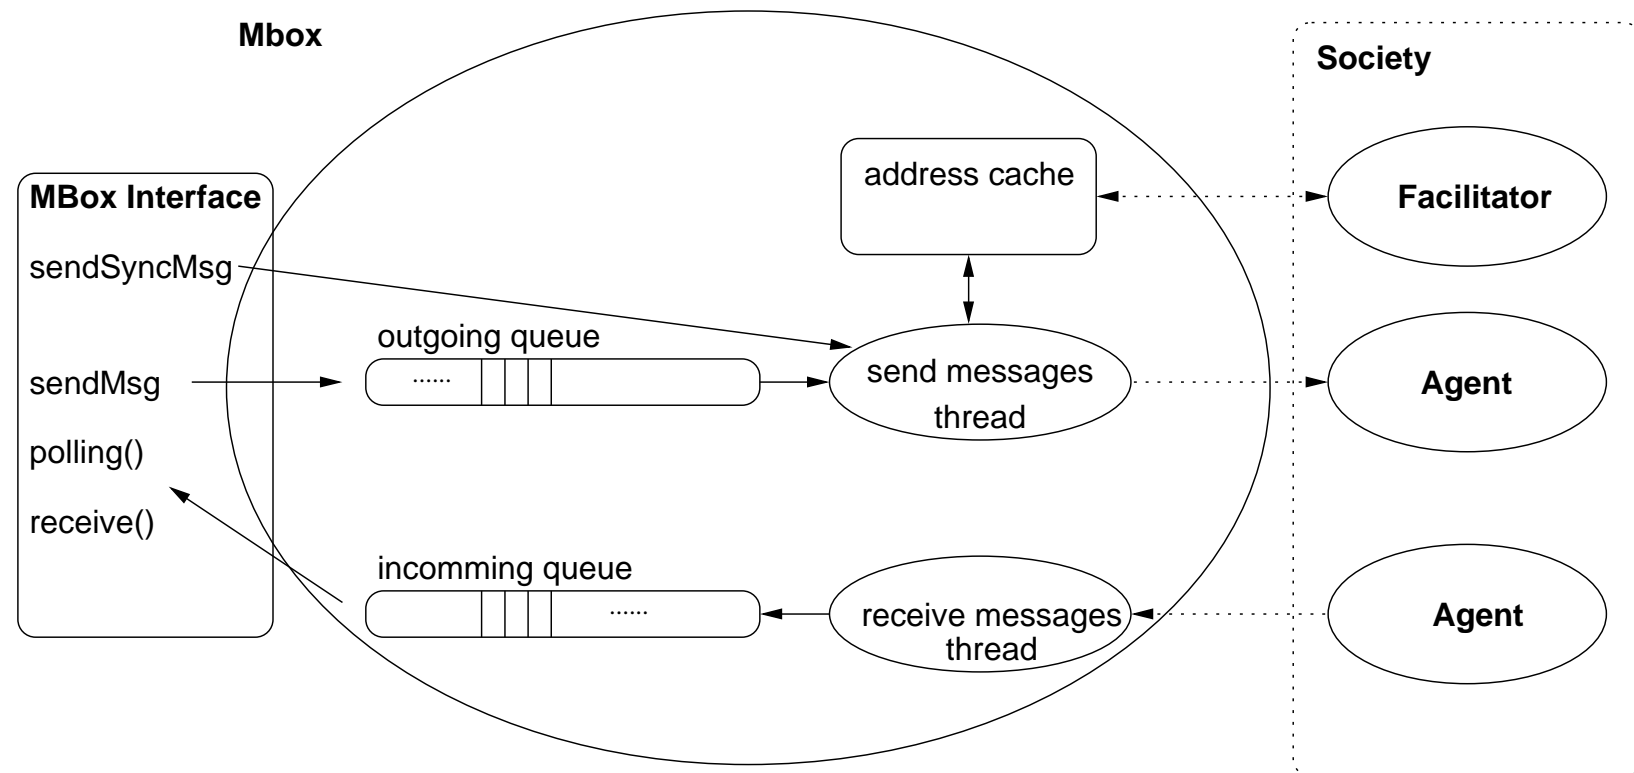 Mbox
Society
MBox Interface
address cache
Facilitator
sendSyncMsg
outgoing queue
sendMsg
......
send messages
thread
Agent
polling()
receive()
incomming queue
......
receive messages
thread
Agent